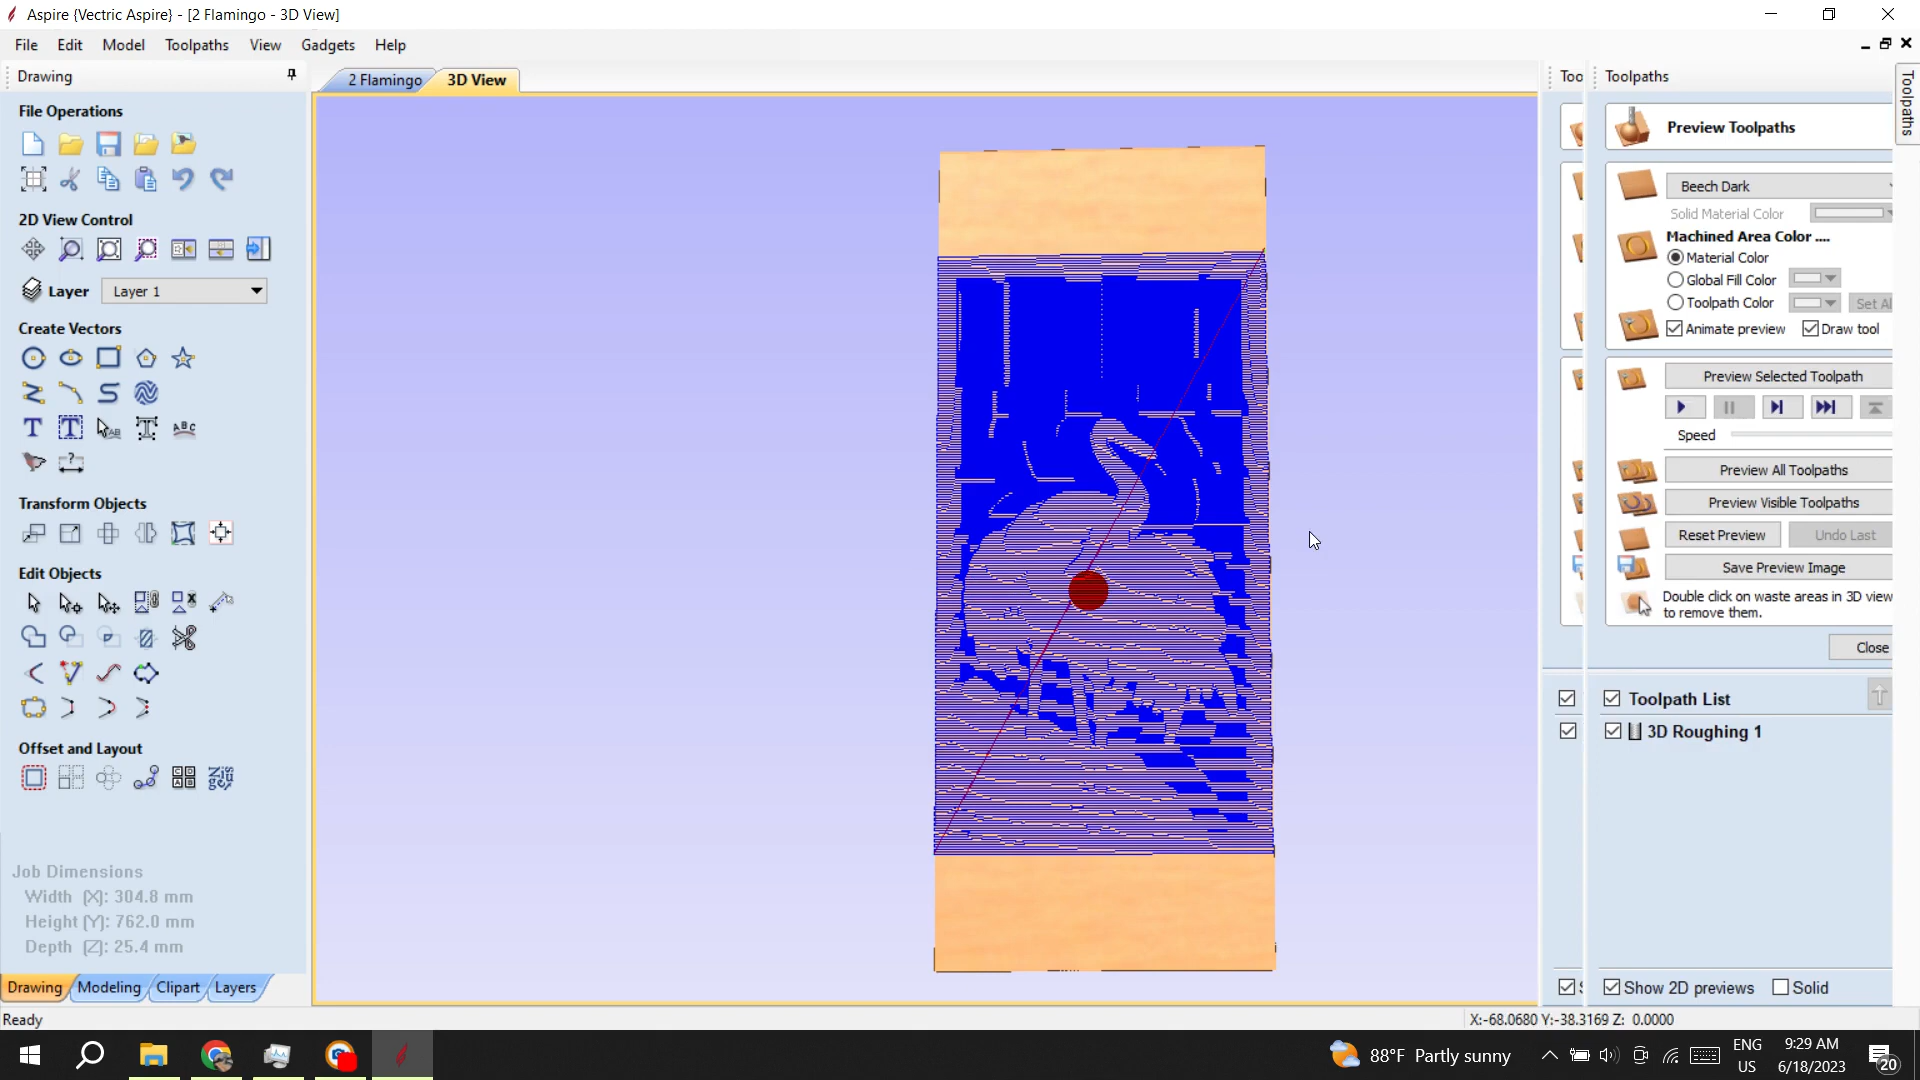 Aspire {Vectric Aspire} - [2 Flamingo - 3D View]
File Edit Model Toolpaths View Gadgets Help
Drawing
File Operations
2D View Control
Layer Layer 1
Create Vectors
Transform Objects
Edit Objects
Offset and Layout
Job Dimensions
Width (X): 304.8 mm
Height (Y): 762.0 mm
Depth (Z): 25.4 mm
Drawing Modeling Clipart Layers
Ready
2 Flamingo 3D View
Too
Toolpaths
Toolpaths
Preview Toolpaths
Beech Dark
Solid Material Color
Machined Area Color ....
Material Color
Global Fill Color
Toolpath Color Set Al
Animate preview Draw tool
Preview Selected Toolpath
Speed
Preview All Toolpaths
Preview Visible Toolpaths
Reset Preview Undo Last
Save Preview Image
Double click on waste areas in 3D view
to remove them.
Close
Toolpath List
3D Roughing 1
Show 2D previews Solid
X:-68.0680 Y:-38.3169 Z: 0.0000
88°F Partly sunny
ENG
US
9:29 AM
6/18/2023
20